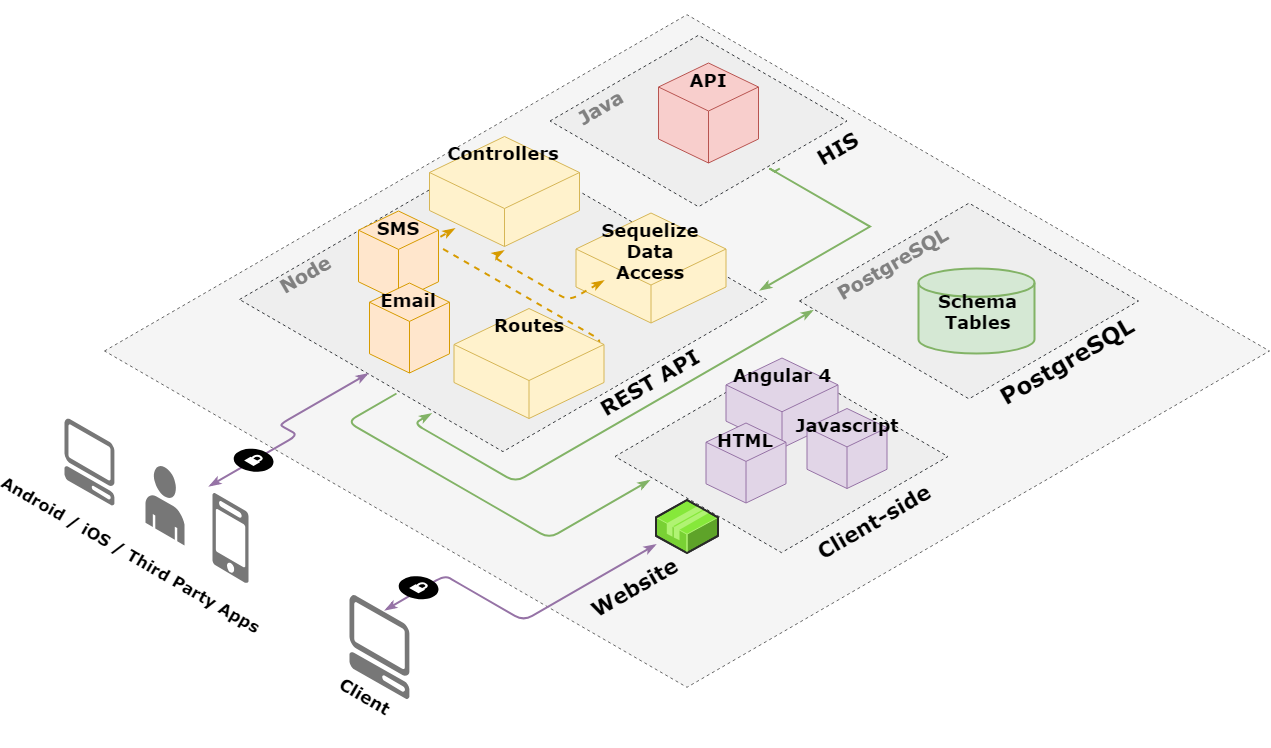 API
Java
HIS
Controllers
SMS
Sequelize
Data
Access
Node
Email
Routes
REST API
PostgreSQL
Schema
Tables
PostgreSQL
Angular 4
Javascript
HTML
Client-side
Website
Android / iOS / Third Party Apps
Client